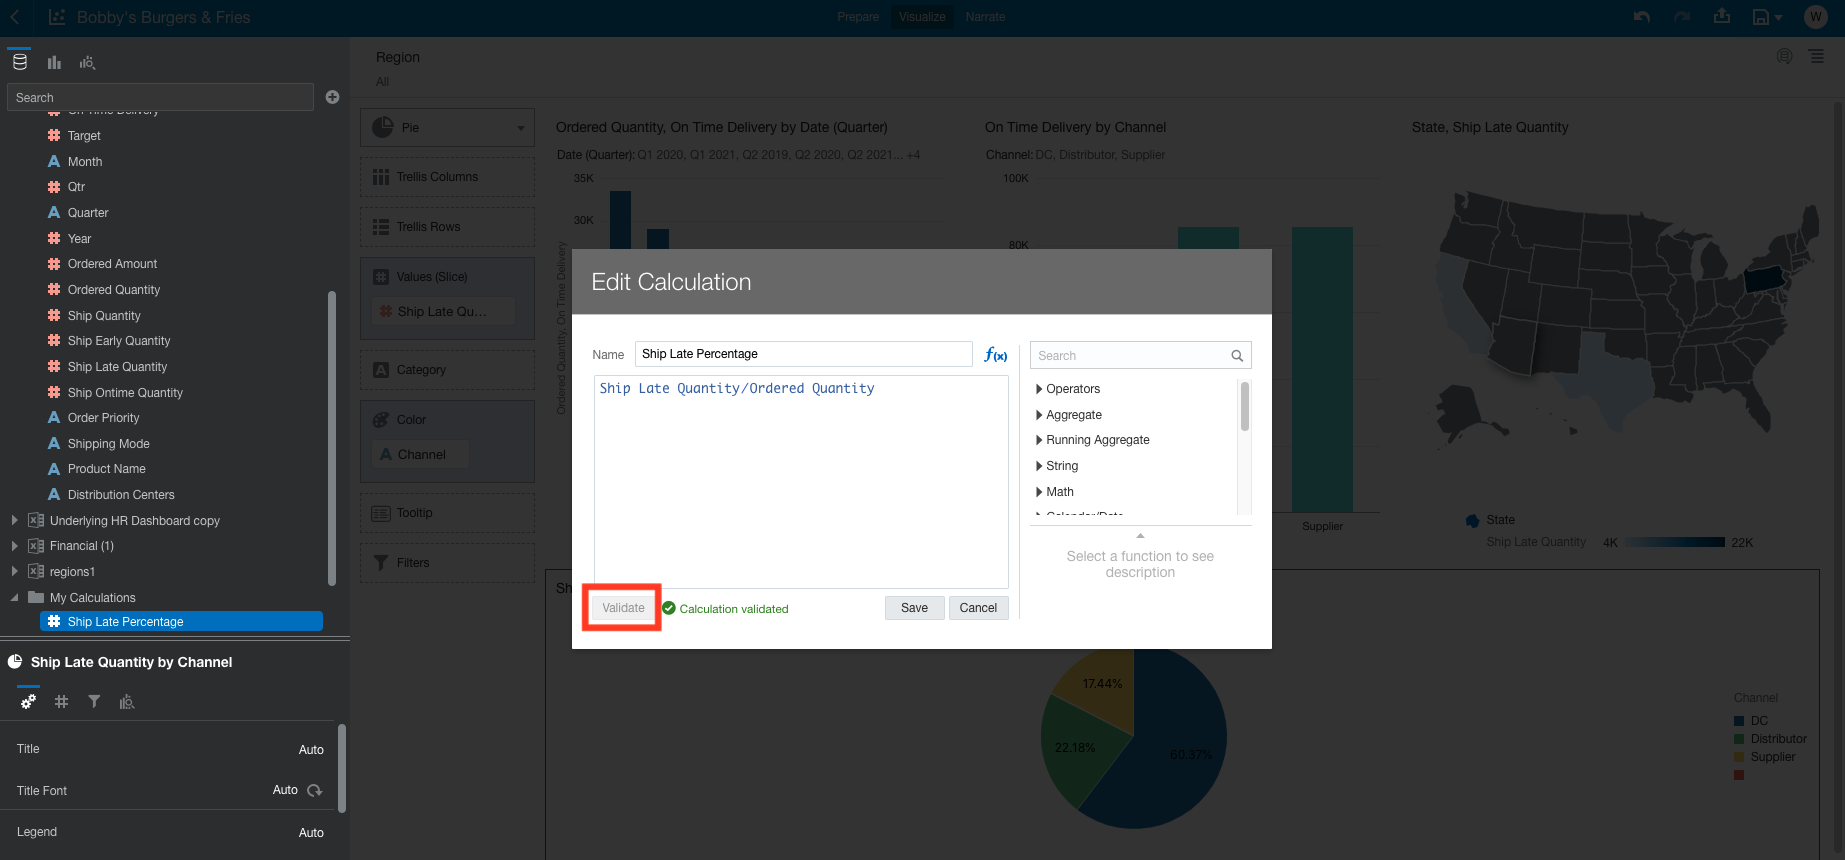 Bobby's Burgers & Fries
Prepare
Visualize
Narrate
W
Search
On Time Delivery
Target
Month
Qtr
Quarter
Year
Ordered Amount
Ordered Quantity
Ship Quantity
Ship Early Quantity
Ship Late Quantity
Ship Ontime Quantity
Order Priority
Shipping Mode
Product Name
Distribution Centers
Underlying HR Dashboard copy
Financial (1)
regions1
My Calculations
Ship Late Percentage
Ship Late Quantity by Channel
Title
Auto
Title Font
Auto
Legend
Auto
Region
All
Pie
Trellis Columns
Trellis Rows
Values (Slice)
Ship Late Qu...
Category
Color
Channel
Tooltip
Filters
Ordered Quantity, On Time Delivery by Date (Quarter)
Date (Quarter): Q1 2020, Q1 2021, Q2 2019, Q2 2020, Q2 2021... +4
35K
30K
Ordered Quantity, On Time Delivery
On Time Delivery by Channel
Channel: DC, Distributor, Supplier
100K
80K
Supplier
State, Ship Late Quantity
State
Ship Late Quantity
4K
22K
Edit Calculation
Name
Ship Late Percentage
f(x)
Ship Late Quantity/Ordered Quantity
Search
Operators
Aggregate
Running Aggregate
String
Math
Calendar/Date
Select a function to see
description
Validate
Calculation validated
Save
Cancel
Sh
17.44%
22.18%
60.37%
Channel
DC
Distributor
Supplier